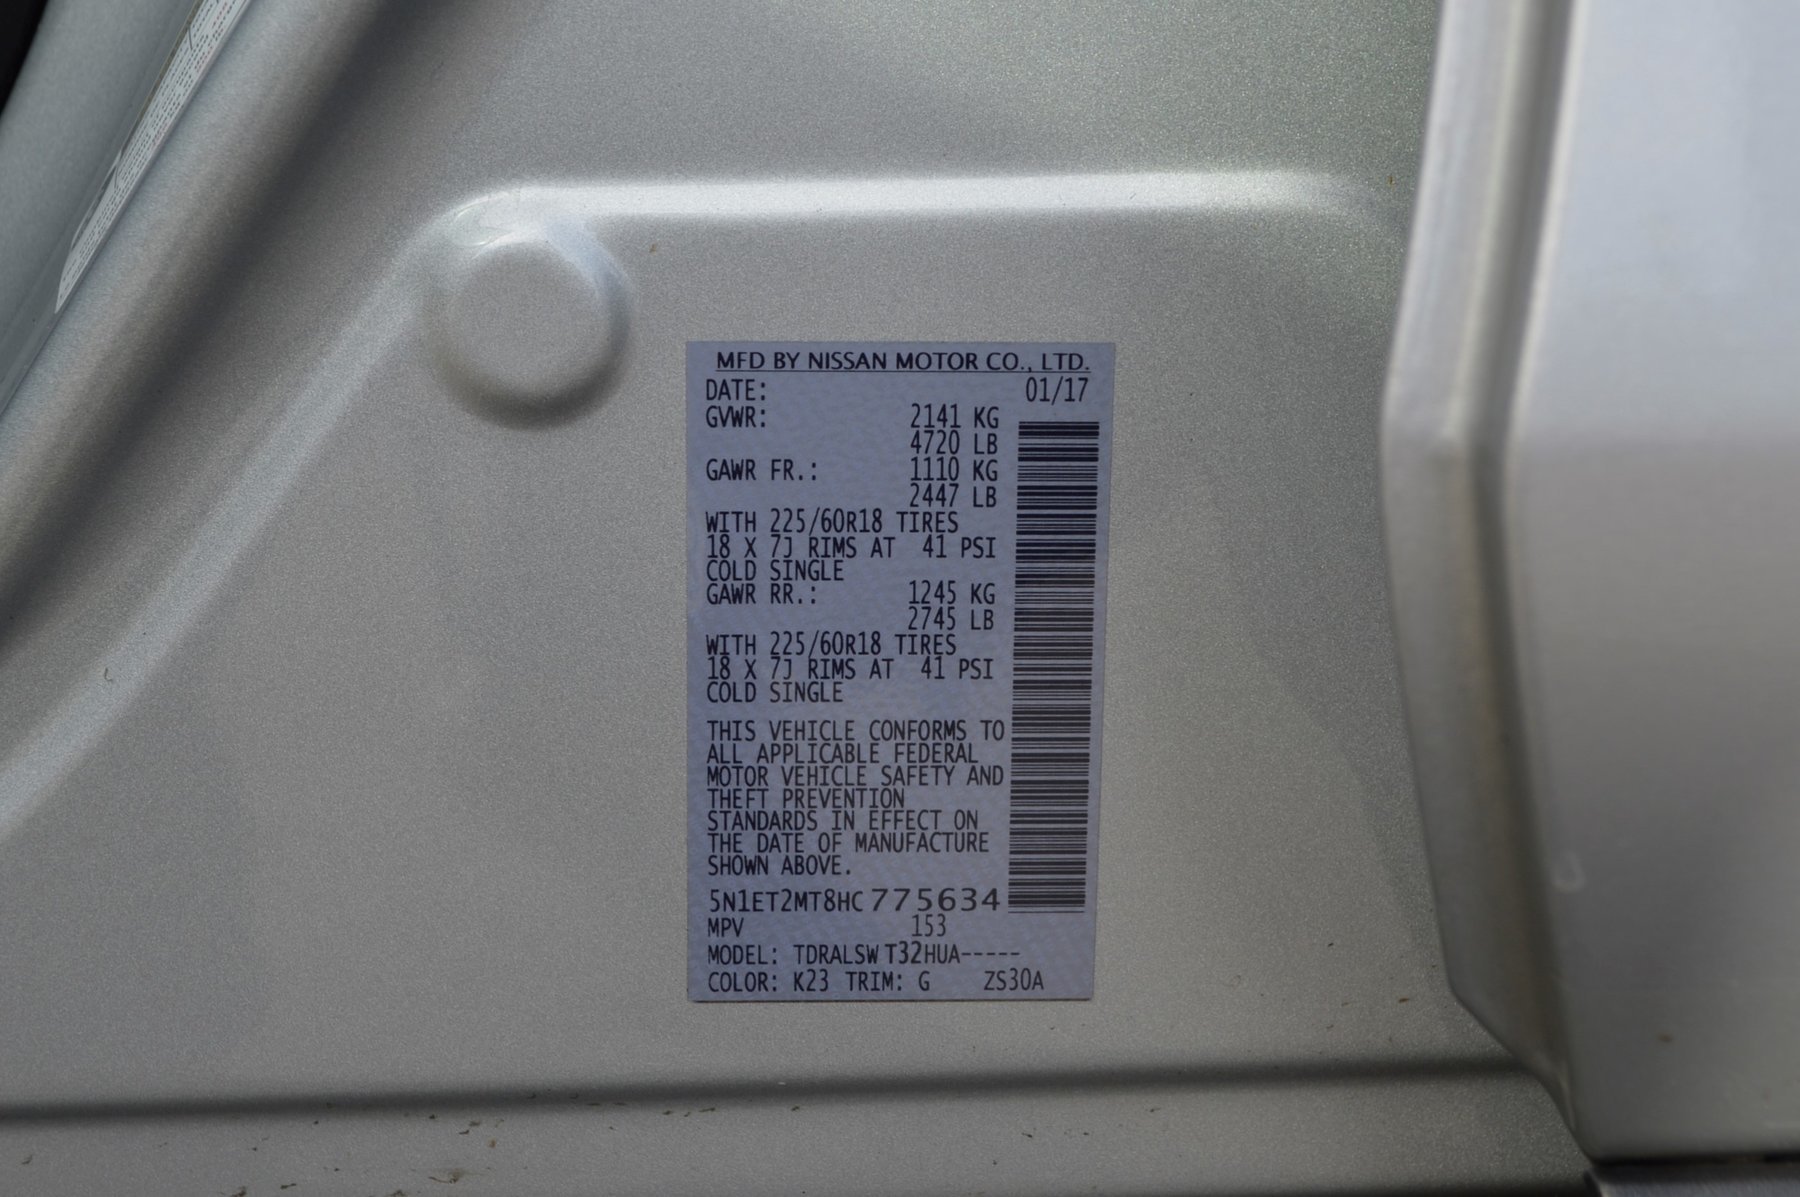 MFD BY NISSAN MOTOR CO., LTD.
DATE: 01/17
GVWR: 2141 KG
4720 LB
GAWR FR.: 1110 KG
2447 LB
WITH 225/60R18 TIRES
18 X 7J RIMS AT 41 PSI
COLD SINGLE
GAWR RR.: 1245 KG
2745 LB
WITH 225/60R18 TIRES
18 X 7J RIMS AT 41 PSI
COLD SINGLE
THIS VEHICLE CONFORMS TO
ALL APPLICABLE FEDERAL
MOTOR VEHICLE SAFETY AND
THEFT PREVENTION
STANDARDS IN EFFECT ON
THE DATE OF MANUFACTURE
SHOWN ABOVE.
5N1ET2MT8HC775634
MPV 153
MODEL: TDRALSW T32HUA-----
COLOR: K23 TRIM: G ZS30A